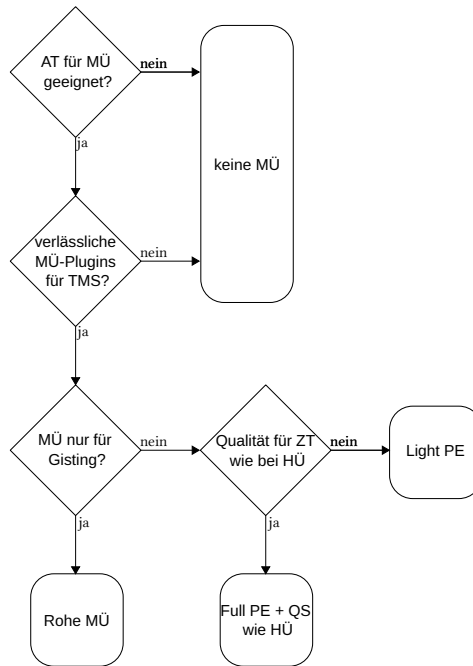 AT für MÜ
geeignet?
nein
keine MÜ
ja
verlässliche
MÜ-Plugins
für TMS?
nein
ja
MÜ nur für
Gisting?
nein
Qualität für ZT
wie bei HÜ
nein
Light PE
ja
ja
Rohe MÜ
Full PE + QS
wie HÜ